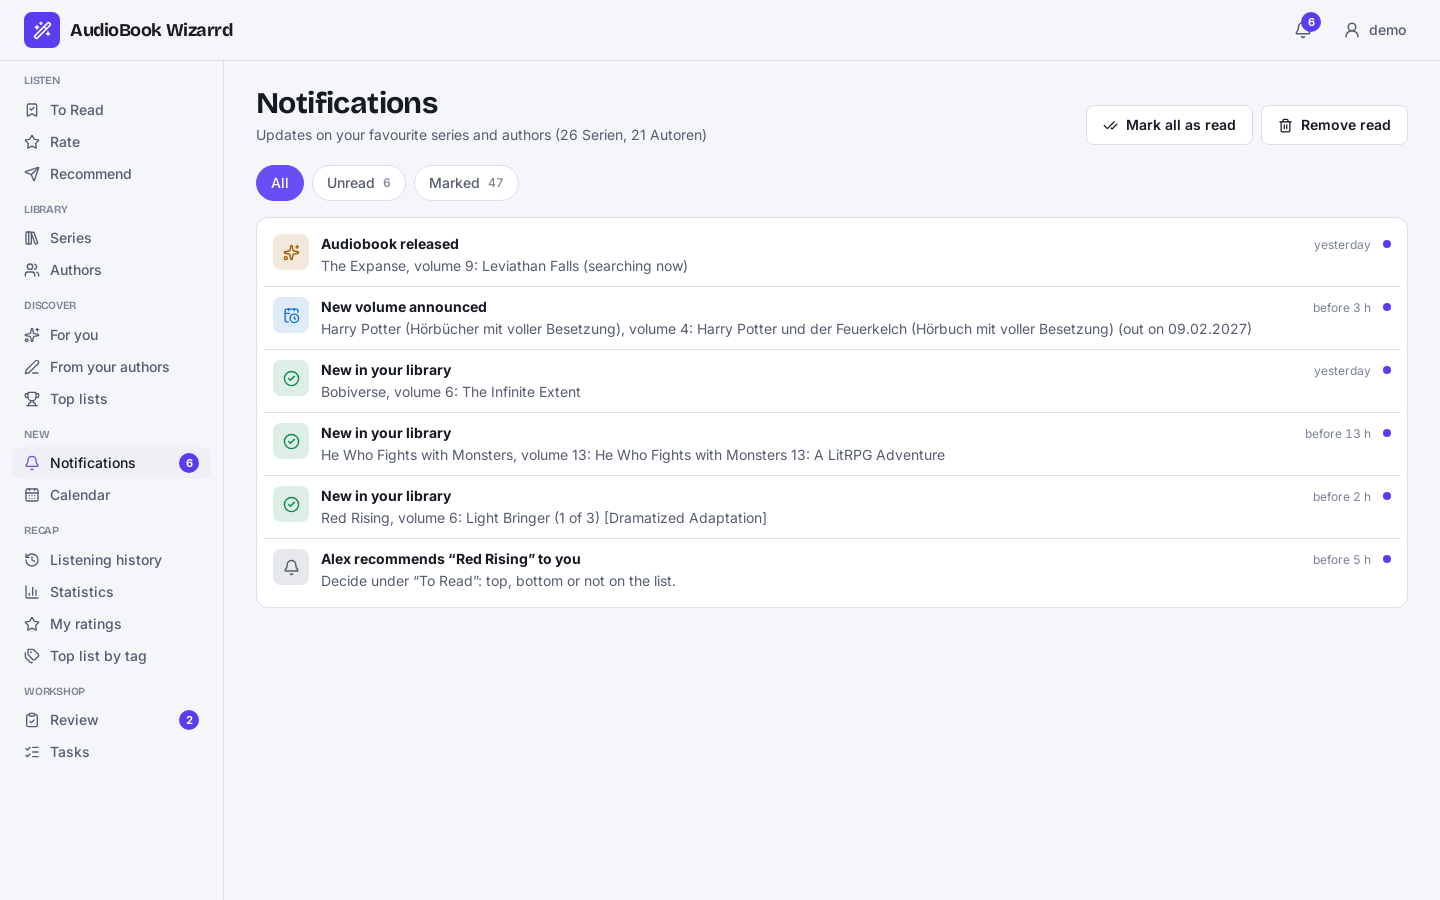 AudioBook Wizarrd
6
demo
LISTEN
To Read
Rate
Recommend
LIBRARY
Series
Authors
DISCOVER
For you
From your authors
Top lists
NEW
Notifications 6
Calendar
RECAP
Listening history
Statistics
My ratings
Top list by tag
WORKSHOP
Review 2
Tasks
Notifications
Updates on your favourite series and authors (26 Serien, 21 Autoren)
Mark all as read
Remove read
All
Unread 6
Marked 47
Audiobook released
yesterday
The Expanse, volume 9: Leviathan Falls (searching now)
New volume announced
before 3 h
Harry Potter (Hörbücher mit voller Besetzung), volume 4: Harry Potter und der Feuerkelch (Hörbuch mit voller Besetzung) (out on 09.02.2027)
New in your library
yesterday
Bobiverse, volume 6: The Infinite Extent
New in your library
before 13 h
He Who Fights with Monsters, volume 13: He Who Fights with Monsters 13: A LitRPG Adventure
New in your library
before 2 h
Red Rising, volume 6: Light Bringer (1 of 3) [Dramatized Adaptation]
Alex recommends “Red Rising” to you
before 5 h
Decide under “To Read”: top, bottom or not on the list.